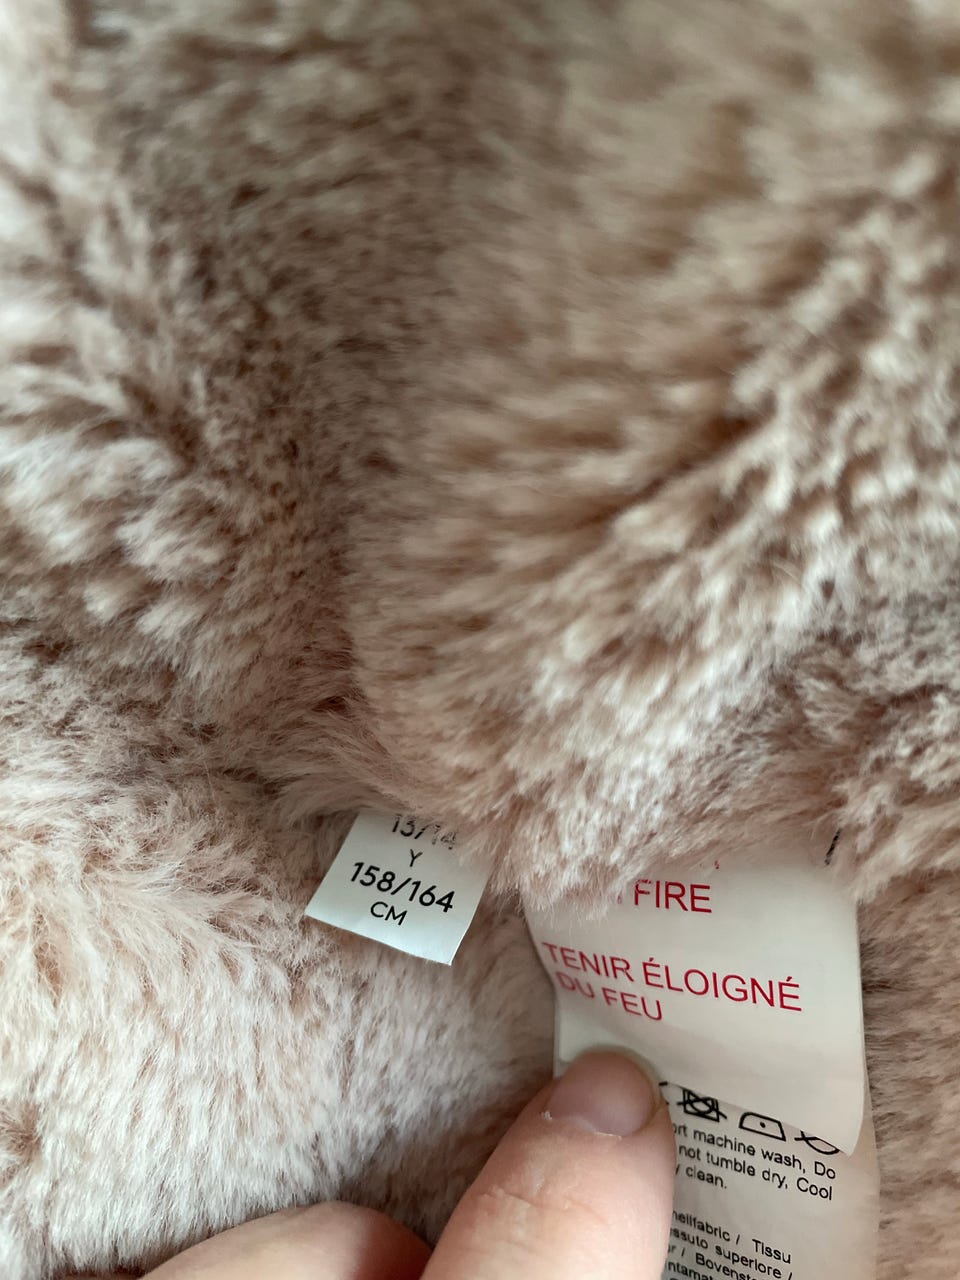 13/14
Y
158/164
CM
FIRE
TENIR ÉLOIGNÉ
DU FEU
machine wash, Do
not tumble dry, Cool
clean.
/ Tissu
superiore /
/